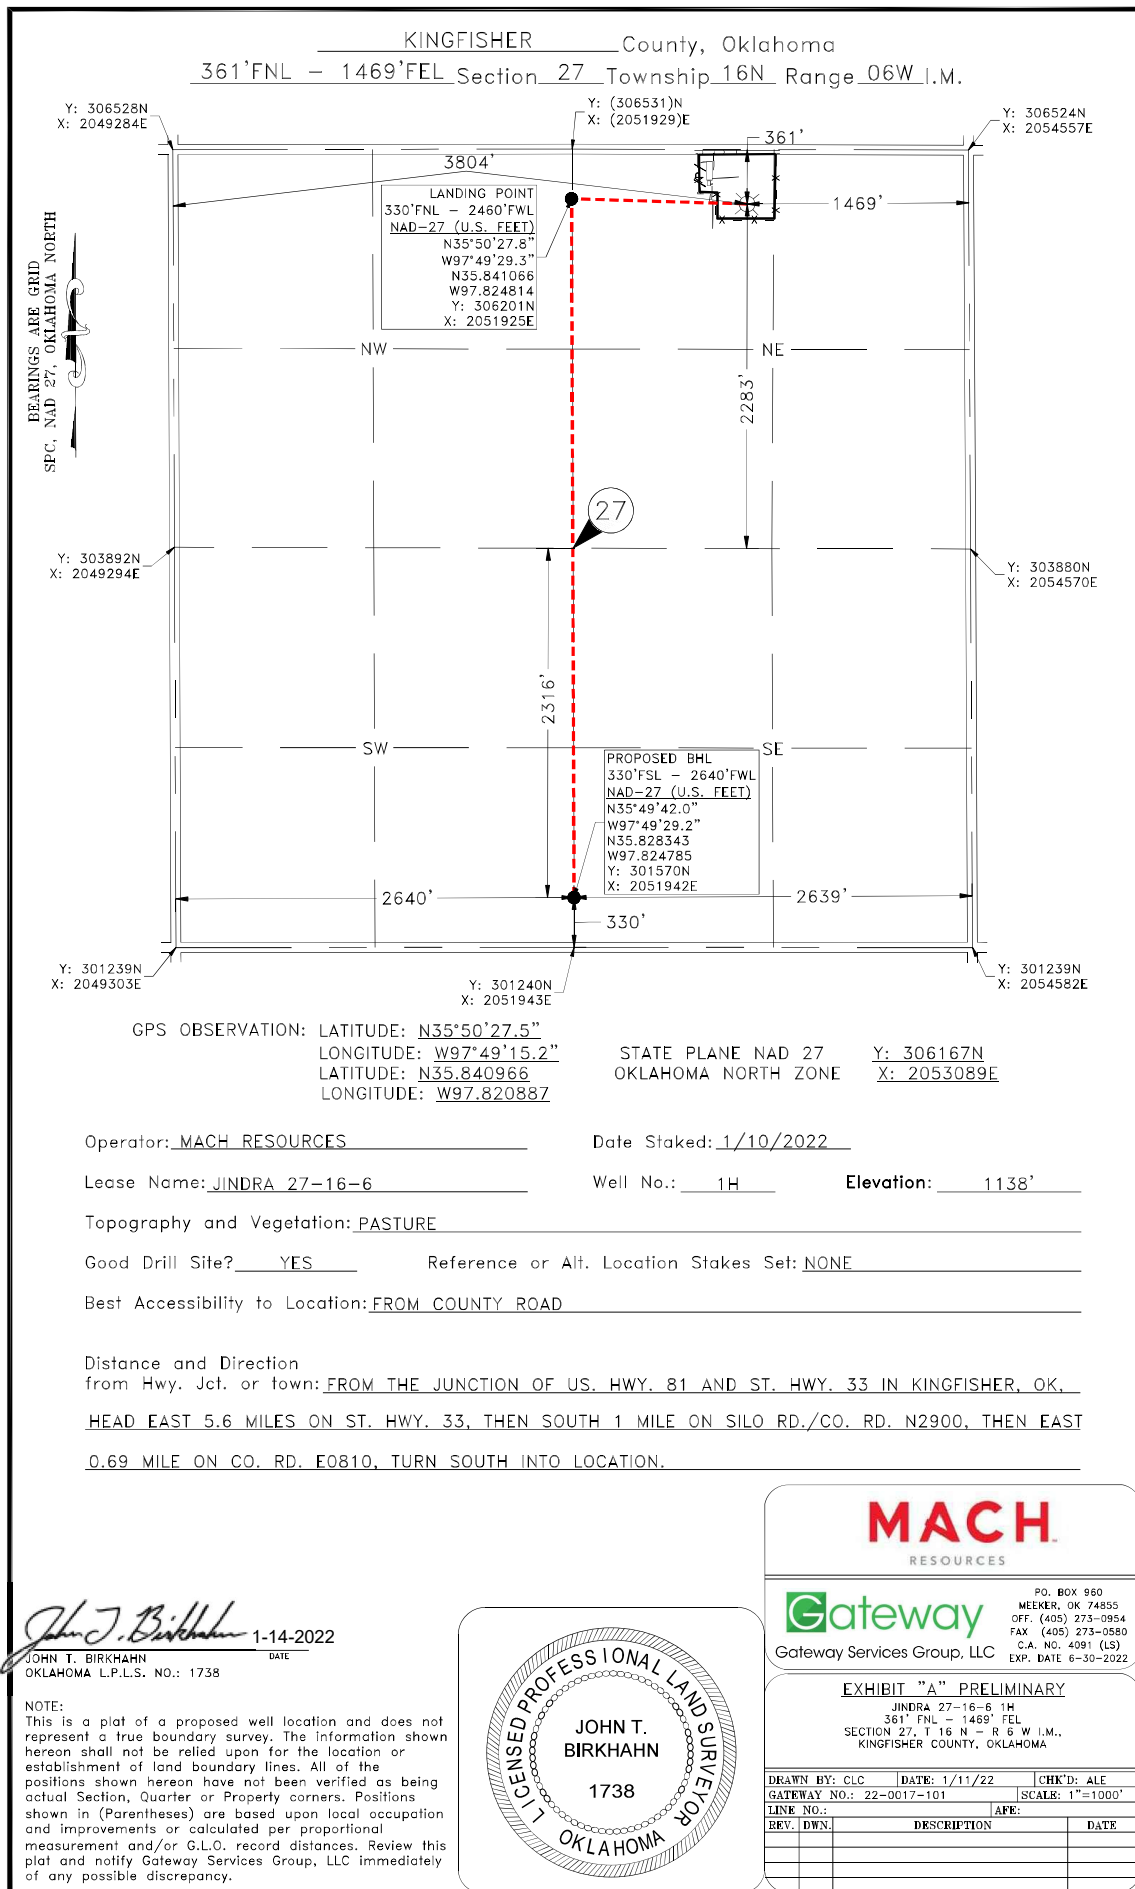 KINGFISHER County, Oklahoma
361'FNL - 1469'FEL Section 27 Township 16N Range 06W I.M.
Y: 306528N
X: 2049284E
Y: (306531)N
X: (2051929)E
Y: 306524N
X: 2054557E
361'
3804'
1469'
LANDING POINT
330'FNL - 2460'FWL
NAD-27 (U.S. FEET)
N35°50'27.8"
W97°49'29.3"
N35.841066
W97.824814
Y: 306201N
X: 2051925E
BEARINGS ARE GRID
SPC, NAD 27, OKLAHOMA NORTH
NW
NE
2283'
27
Y: 303892N
X: 2049294E
Y: 303880N
X: 2054570E
2316'
SW
SE
PROPOSED BHL
330'FSL - 2640'FWL
NAD-27 (U.S. FEET)
N35°49'42.0"
W97°49'29.2"
N35.828343
W97.824785
Y: 301570N
X: 2051942E
2640'
2639'
330'
Y: 301239N
X: 2049303E
Y: 301240N
X: 2051943E
Y: 301239N
X: 2054582E
GPS OBSERVATION: LATITUDE: N35°50'27.5"
LONGITUDE: W97°49'15.2"
LATITUDE: N35.840966
LONGITUDE: W97.820887
STATE PLANE NAD 27 Y: 306167N
OKLAHOMA NORTH ZONE X: 2053089E
Operator: MACH RESOURCES Date Staked: 1/10/2022
Lease Name: JINDRA 27-16-6 Well No.: 1H Elevation: 1138'
Topography and Vegetation: PASTURE
Good Drill Site? YES Reference or Alt. Location Stakes Set: NONE
Best Accessibility to Location: FROM COUNTY ROAD
Distance and Direction
from Hwy. Jct. or town: FROM THE JUNCTION OF US. HWY. 81 AND ST. HWY. 33 IN KINGFISHER, OK,
HEAD EAST 5.6 MILES ON ST. HWY. 33, THEN SOUTH 1 MILE ON SILO RD./CO. RD. N2900, THEN EAST
0.69 MILE ON CO. RD. E0810, TURN SOUTH INTO LOCATION.
John T. Birkhahn 1-14-2022
DATE
JOHN T. BIRKHAHN
OKLAHOMA L.P.L.S. NO.: 1738
NOTE:
This is a plat of a proposed well location and does not
represent a true boundary survey. The information shown
hereon shall not be relied upon for the location or
establishment of land boundary lines. All of the
positions shown hereon have not been verified as being
actual Section, Quarter or Property corners. Positions
shown in (Parentheses) are based upon local occupation
and improvements or calculated per proportional
measurement and/or G.L.O. record distances. Review this
plat and notify Gateway Services Group, LLC immediately
of any possible discrepancy.
LICENSED PROFESSIONAL LAND SURVEYOR
JOHN T.
BIRKHAHN
1738
OKLAHOMA
MACH
RESOURCES
Gateway
Gateway Services Group, LLC
PO. BOX 960
MEEKER, OK 74855
OFF. (405) 273-0954
FAX (405) 273-0580
C.A. NO. 4091 (LS)
EXP. DATE 6-30-2022
EXHIBIT "A" PRELIMINARY
JINDRA 27-16-6 1H
361' FNL - 1469' FEL
SECTION 27, T 16 N - R 6 W I.M.,
KINGFISHER COUNTY, OKLAHOMA
DRAWN BY: CLC DATE: 1/11/22 CHK'D: ALE
GATEWAY NO.: 22-0017-101 SCALE: 1"=1000'
LINE NO.: AFE:
REV. DWN. DESCRIPTION DATE